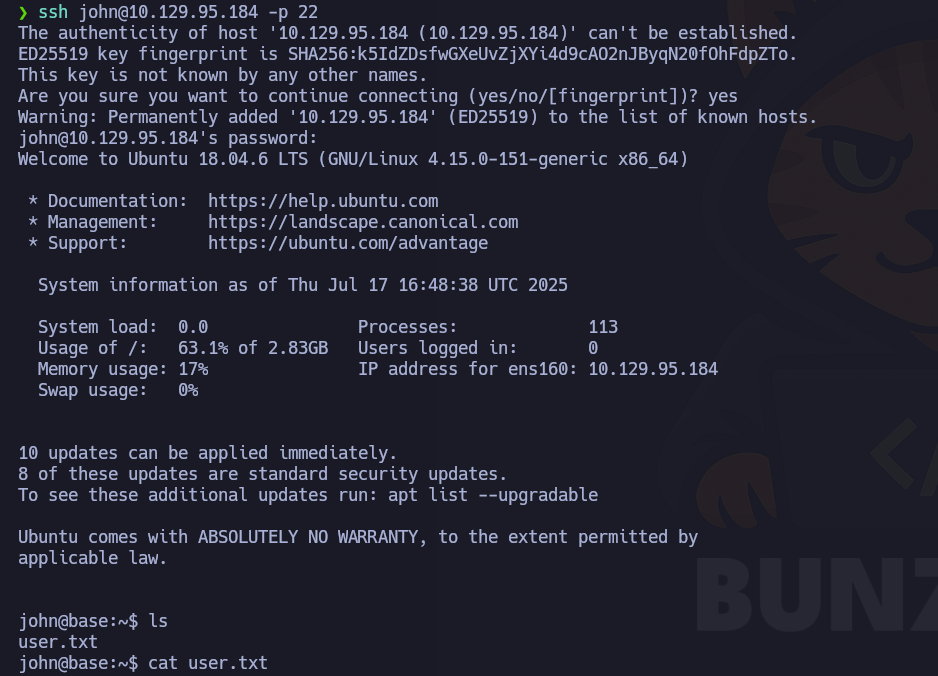 ❯ ssh john@10.129.95.184 -p 22
The authenticity of host '10.129.95.184 (10.129.95.184)' can't be established.
ED25519 key fingerprint is SHA256:k5IdZDsfwGXeUvZjXYi4d9cAO2nJByqN20fOhFdpZTo.
This key is not known by any other names.
Are you sure you want to continue connecting (yes/no/[fingerprint])? yes
Warning: Permanently added '10.129.95.184' (ED25519) to the list of known hosts.
john@10.129.95.184's password:
Welcome to Ubuntu 18.04.6 LTS (GNU/Linux 4.15.0-151-generic x86_64)
* Documentation:  https://help.ubuntu.com
* Management:     https://landscape.canonical.com
* Support:        https://ubuntu.com/advantage
System information as of Thu Jul 17 16:48:38 UTC 2025
System load:  0.0               Processes:             113
Usage of /:   63.1% of 2.83GB   Users logged in:       0
Memory usage: 17%               IP address for ens160: 10.129.95.184
Swap usage:   0%
10 updates can be applied immediately.
8 of these updates are standard security updates.
To see these additional updates run: apt list --upgradable
Ubuntu comes with ABSOLUTELY NO WARRANTY, to the extent permitted by
applicable law.
</
BUNZ
john@base:~$ ls
user.txt
john@base:~$ cat user.txt